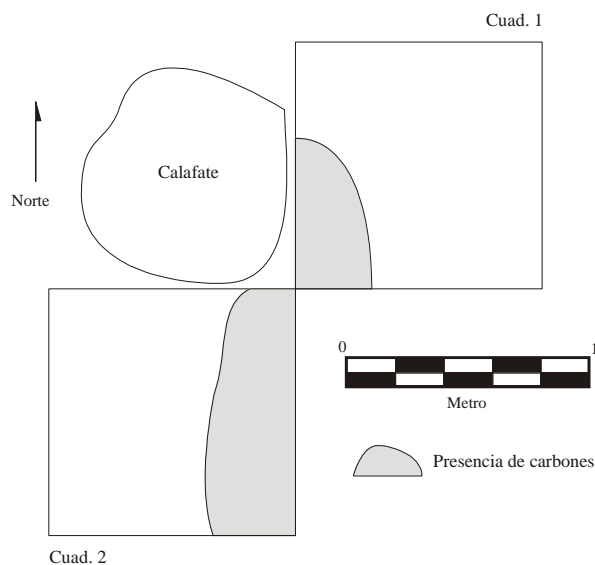 Cuad. 1
Calafate
Norte
0 1
Metro
Presencia de carbones
Cuad. 2